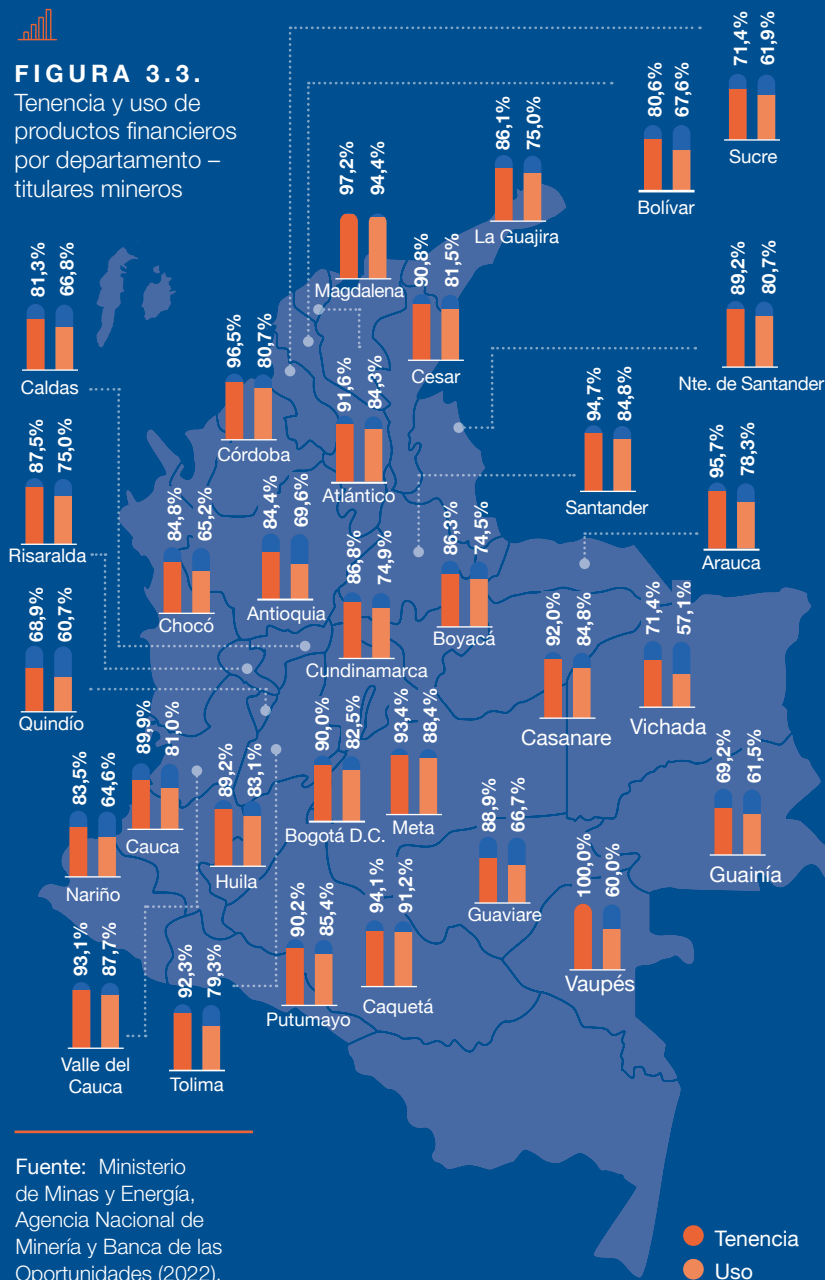 FIGURA 3.3.
Tenencia y uso de
productos financieros
por departamento –
titulares mineros
71,4% 61,9%
Sucre
80,6% 67,6%
Bolívar
86,1% 75,0%
La Guajira
97,2% 94,4%
Magdalena
90,8% 81,5%
Cesar
89,2% 80,7%
Nte. de Santander
81,3% 66,8%
Caldas
96,5% 80,7%
Córdoba
91,6% 84,3%
Atlántico
94,7% 84,8%
Santander
95,7% 78,3%
Arauca
87,5% 75,0%
Risaralda
84,8% 65,2%
Chocó
84,4% 69,6%
Antioquia
86,8% 74,9%
Cundinamarca
86,3% 74,5%
Boyacá
92,0% 84,8%
Casanare
71,4% 57,1%
Vichada
68,9% 60,7%
Quindío
89,9% 81,0%
Cauca
83,5% 64,6%
Nariño
89,2% 83,1%
Huila
90,0% 82,5%
Bogotá D.C.
93,4% 88,4%
Meta
88,9% 66,7%
Guaviare
69,2% 61,5%
Guainía
100,0% 60,0%
Vaupés
93,1% 87,7%
Valle del
Cauca
92,3% 79,3%
Tolima
90,2% 85,4%
Putumayo
94,1% 91,2%
Caquetá
Fuente: Ministerio
de Minas y Energía,
Agencia Nacional de
Minería y Banca de las
Oportunidades (2022).
Tenencia
Uso